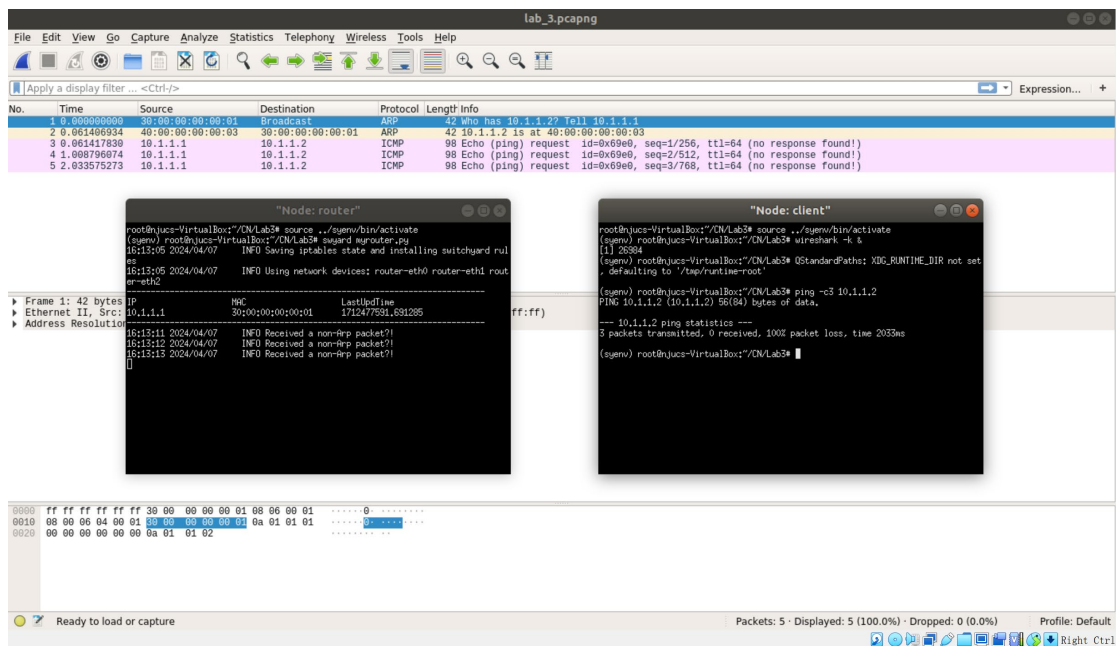 lab_3.pcapng
File Edit View Go Capture Analyze Statistics Telephony Wireless Tools Help
Apply a display filter ... <Ctrl-/>
Expression... +
No. Time Source Destination Protocol Length Info
1 0.000000000 30:00:00:00:00:01 Broadcast ARP 42 Who has 10.1.1.2? Tell 10.1.1.1
2 0.061406934 40:00:00:00:00:03 30:00:00:00:00:01 ARP 42 10.1.1.2 is at 40:00:00:00:00:03
3 0.061417830 10.1.1.1 10.1.1.2 ICMP 98 Echo (ping) request id=0x69e0, seq=1/256, ttl=64 (no response found!)
4 1.008796074 10.1.1.1 10.1.1.2 ICMP 98 Echo (ping) request id=0x69e0, seq=2/512, ttl=64 (no response found!)
5 2.033575273 10.1.1.1 10.1.1.2 ICMP 98 Echo (ping) request id=0x69e0, seq=3/768, ttl=64 (no response found!)
"Node: router"
root@njucs-VirtualBox:~/CN/Lab3# source ../syenv/bin/activate
(syenv) root@njucs-VirtualBox:~/CN/Lab3# swyard myrouter.py
16:13:05 2024/04/07 INFO Saving iptables state and installing switchyard rul
es
16:13:05 2024/04/07 INFO Using network devices: router-eth0 router-eth1 rout
er-eth2
--------------------------------------------------------------------------------
IP MAC LastUpdTime
10.1.1.1 30:00:00:00:00:01 1712477591.691285
--------------------------------------------------------------------------------
16:13:11 2024/04/07 INFO Received a non-Arp packet?!
16:13:12 2024/04/07 INFO Received a non-Arp packet?!
16:13:13 2024/04/07 INFO Received a non-Arp packet?!
"Node: client"
root@njucs-VirtualBox:~/CN/Lab3# source ../syenv/bin/activate
(syenv) root@njucs-VirtualBox:~/CN/Lab3# wireshark -k &
[1] 26984
(syenv) root@njucs-VirtualBox:~/CN/Lab3# QStandardPaths: XDG_RUNTIME_DIR not set
, defaulting to '/tmp/runtime-root'
(syenv) root@njucs-VirtualBox:~/CN/Lab3# ping -c3 10.1.1.2
PING 10.1.1.2 (10.1.1.2) 56(84) bytes of data.
--- 10.1.1.2 ping statistics ---
3 packets transmitted, 0 received, 100% packet loss, time 2033ms
(syenv) root@njucs-VirtualBox:~/CN/Lab3#
Frame 1: 42 bytes
Ethernet II, Src: ff:ff)
Address Resolution
0000 ff ff ff ff ff ff 30 00 00 00 00 01 08 06 00 01 ······0· ········
0010 08 00 06 04 00 01 30 00 00 00 00 01 0a 01 01 01 ······0· ········
0020 00 00 00 00 00 00 0a 01 01 02 ········ ··
Ready to load or capture
Packets: 5 · Displayed: 5 (100.0%) · Dropped: 0 (0.0%)
Profile: Default
Right Ctrl